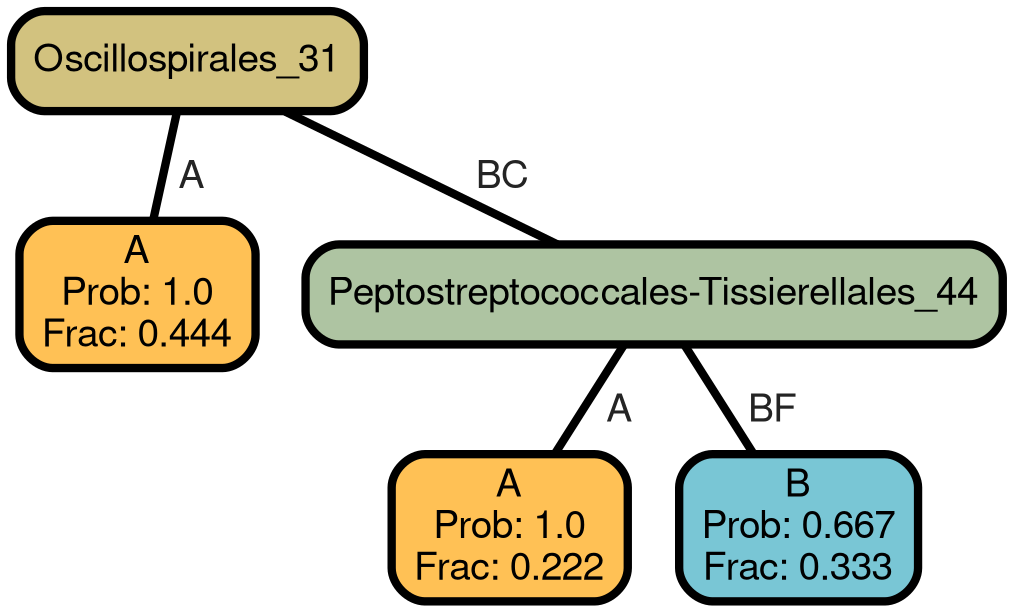 Oscillospirales_31
A
BC
A
Prob: 1.0
Frac: 0.444
Peptostreptococcales-Tissierellales_44
A
BF
A
Prob: 1.0
Frac: 0.222
B
Prob: 0.667
Frac: 0.333